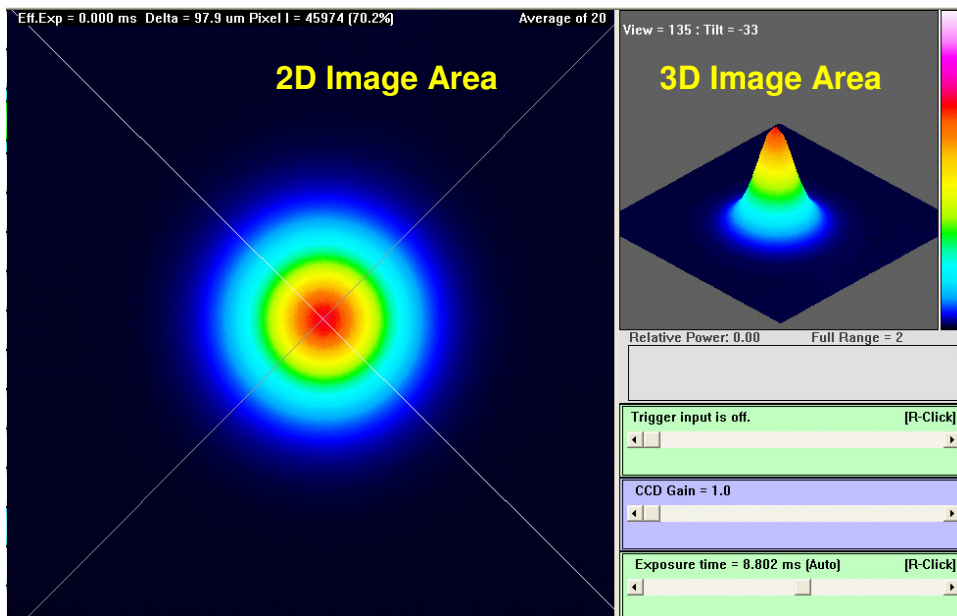 Eff.Exp = 0.000 ms Delta = 97.9 um Pixel I = 45974 (70.2%) Average of 20
2D Image Area
View = 135 : Tilt = -33
3D Image Area
Relative Power: 0.00 Full Range = 2
Trigger input is off. [R-Click]
CCD Gain = 1.0
Exposure time = 8.802 ms (Auto) [R-Click]